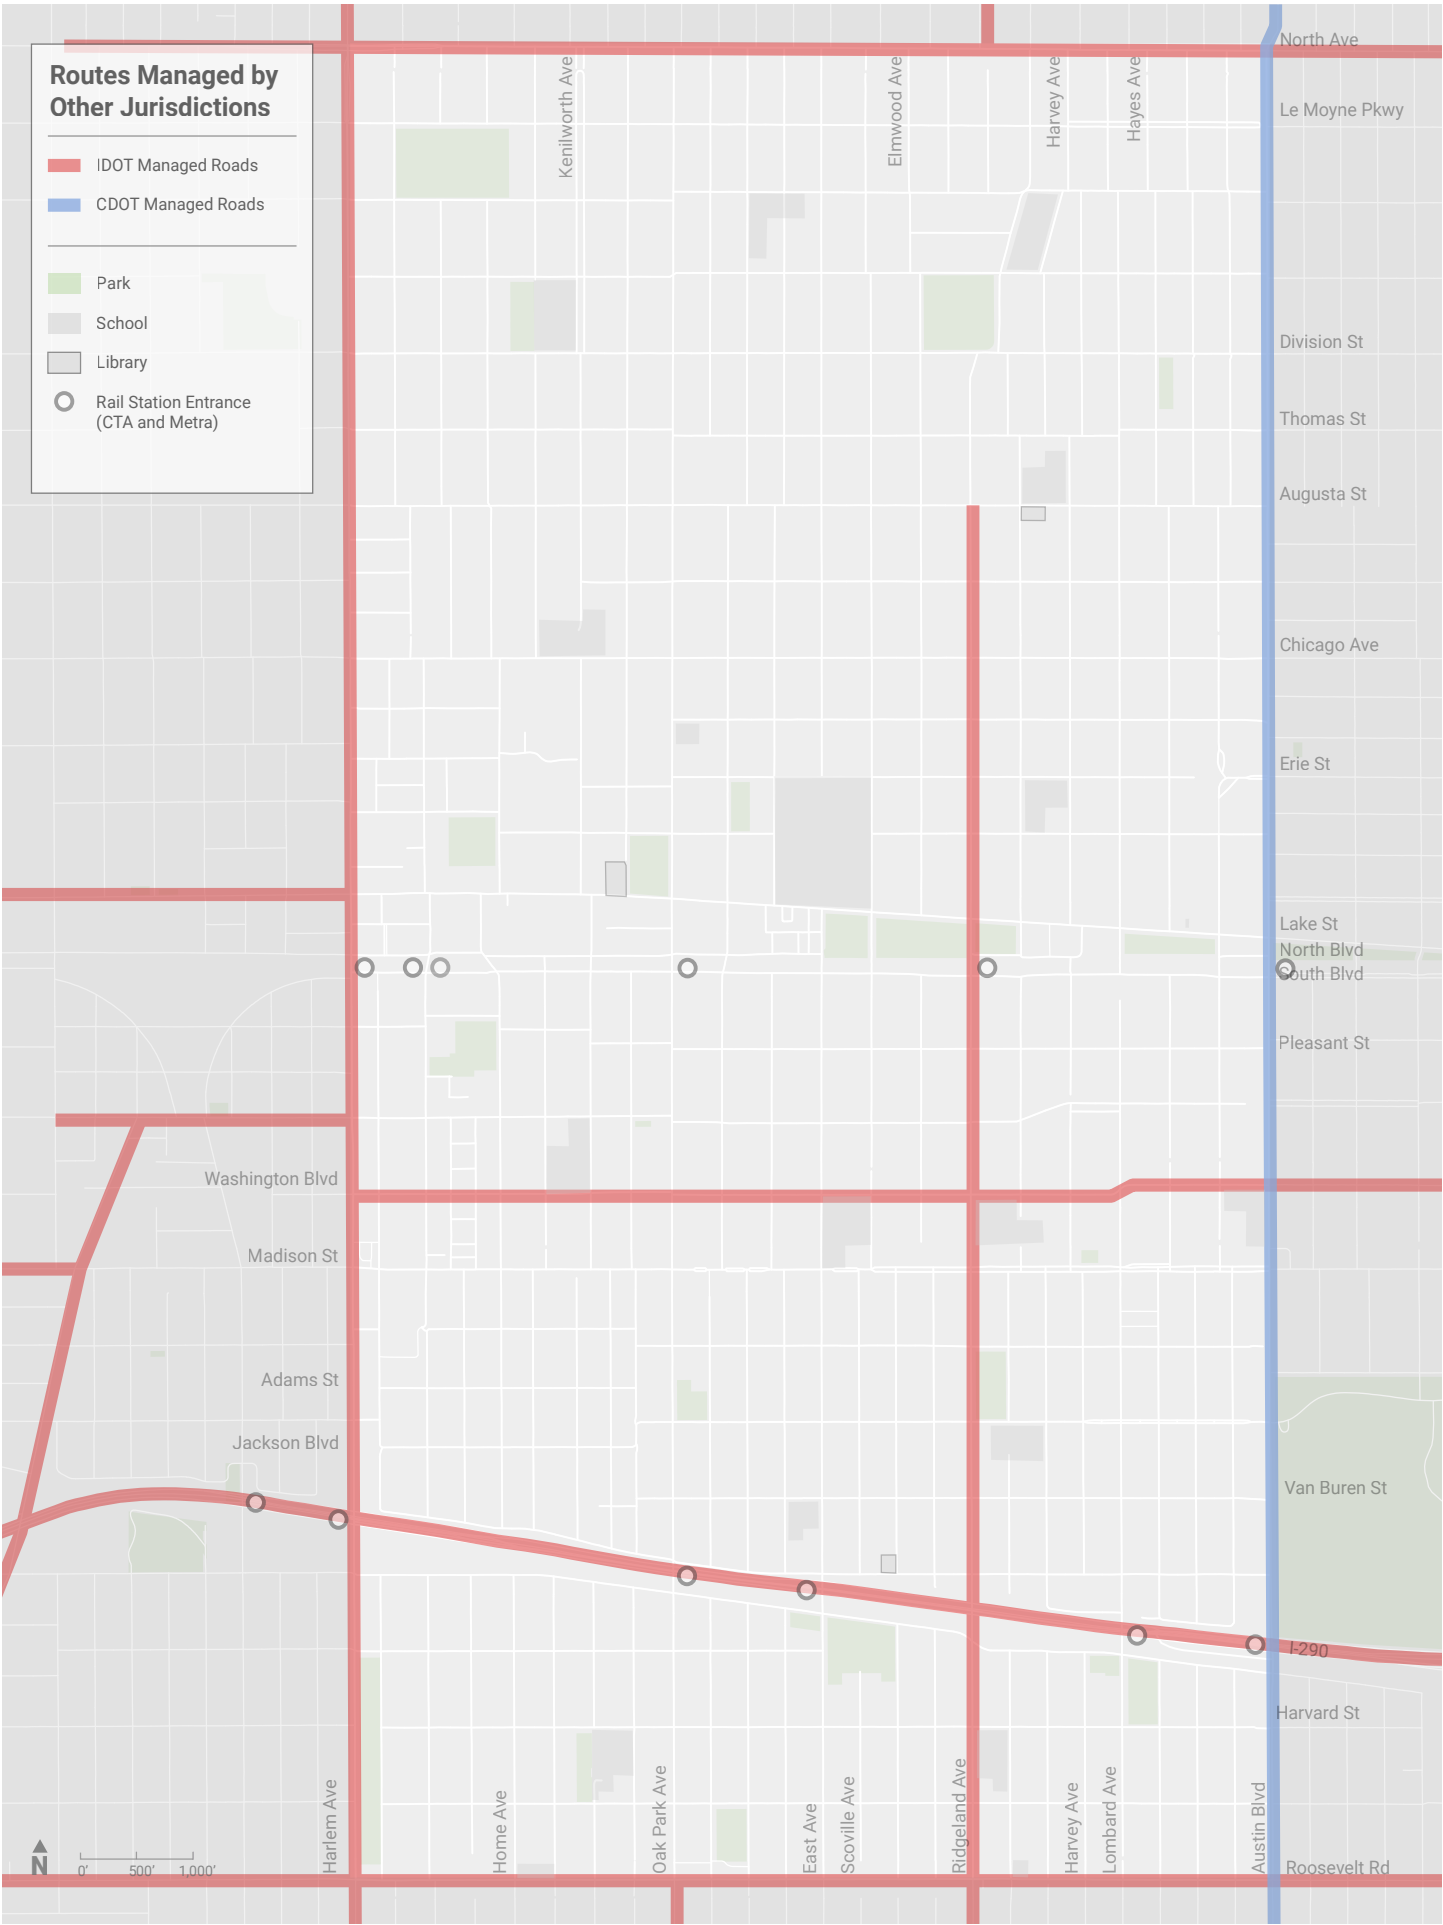 Routes Managed by
Other Jurisdictions
IDOT Managed Roads
CDOT Managed Roads
Park
School
Library
Rail Station Entrance
(CTA and Metra)
Kenilworth Ave
Elmwood Ave
Harvey Ave
Hayes Ave
North Ave
Le Moyne Pkwy
Division St
Thomas St
Augusta St
Chicago Ave
Erie St
Lake St
North Blvd
South Blvd
Pleasant St
Washington Blvd
Madison St
Adams St
Jackson Blvd
Van Buren St
I-290
Harvard St
Harlem Ave
Home Ave
Oak Park Ave
East Ave
Scoville Ave
Ridgeland Ave
Harvey Ave
Lombard Ave
Austin Blvd
Roosevelt Rd
N
0' 500' 1,000'